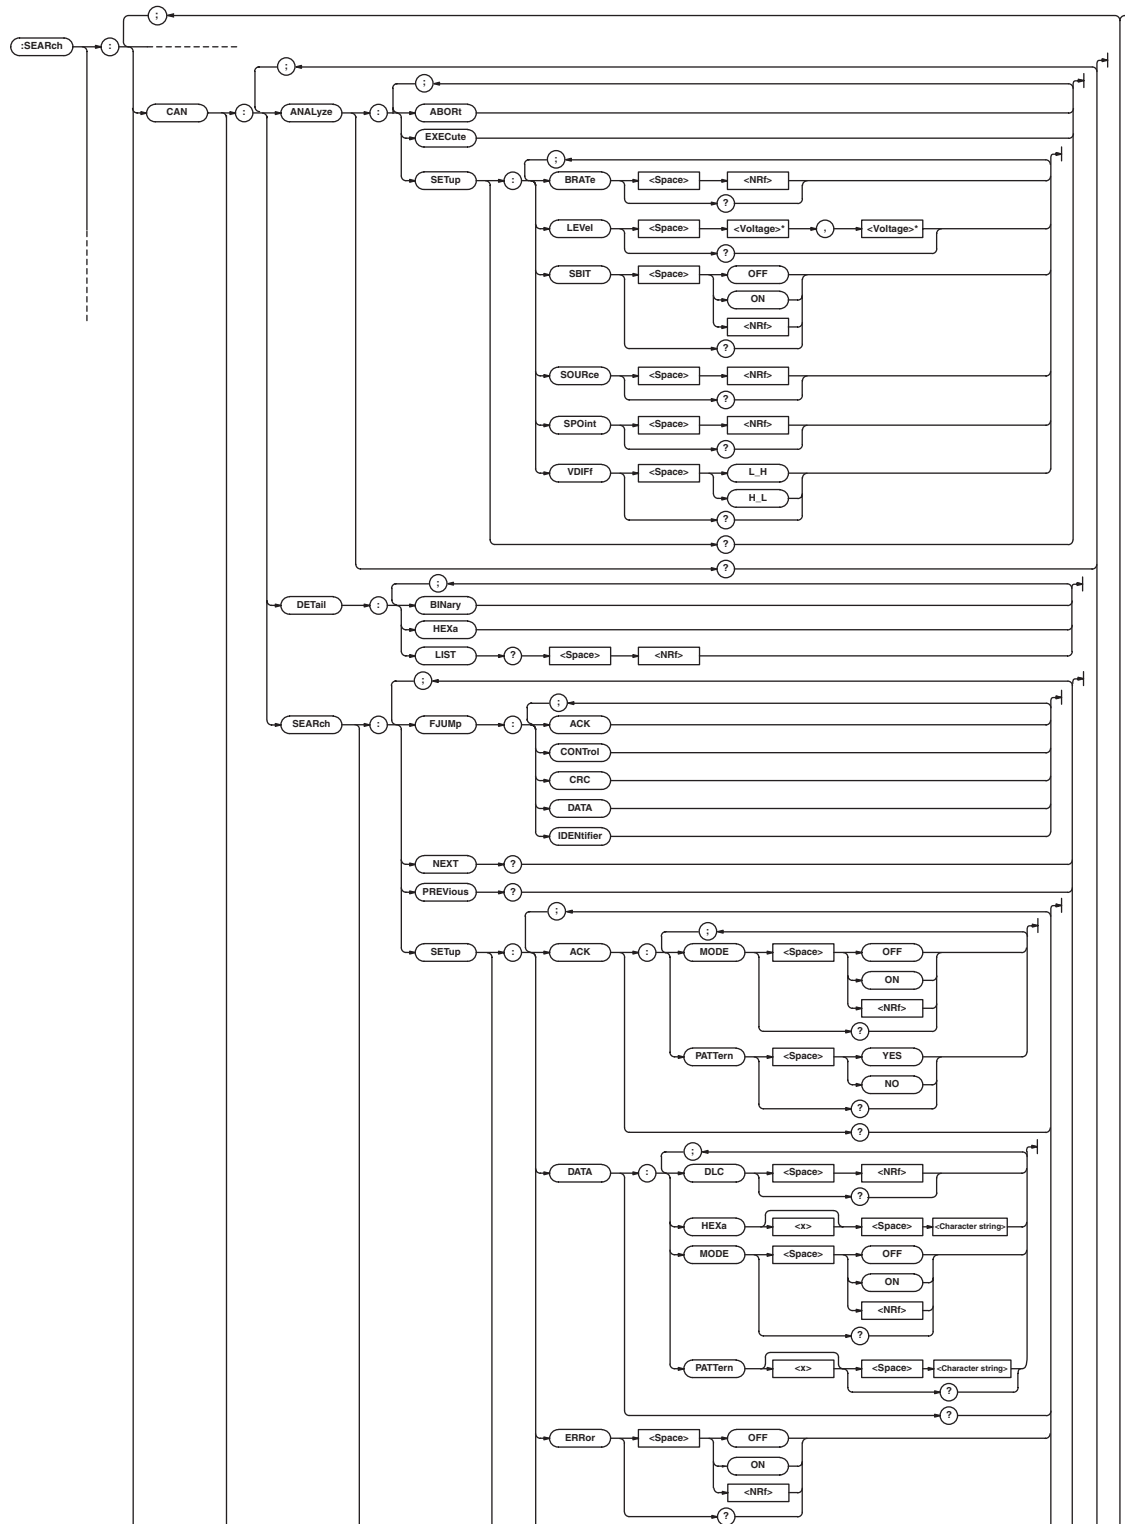 ;
:SEARch :
;
;
CAN : ANALyze : ABORt
EXECute
;
SETup : BRATe <Space> <NRf>
?
LEVel <Space> <Voltage>* , <Voltage>*
?
SBIT <Space> OFF
ON
<NRf>
?
SOURce <Space> <NRf>
?
SPOint <Space> <NRf>
?
VDIFf <Space> L_H
H_L
?
?
?
;
DETail : BINary
HEXa
LIST ? <Space> <NRf>
;
;
SEARch : FJUMp : ACK
CONTrol
CRC
DATA
IDENtifier
NEXT ?
PREVious ?
;
;
SETup : ACK : MODE <Space> OFF
ON
<NRf>
?
PATTern <Space> YES
NO
?
?
;
DATA : DLC <Space> <NRf>
?
HEXa <x> <Space> <Character string>
MODE <Space> OFF
ON
<NRf>
?
PATTern <x> <Space> <Character string>
?
?
ERRor <Space> OFF
ON
<NRf>
?